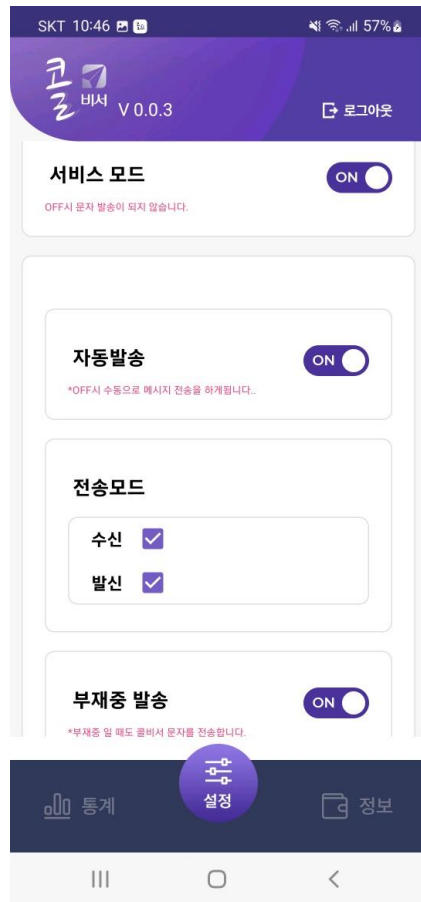 SKT 10:46 57%
콜 비서 V 0.0.3
로그아웃
서비스 모드 ON
OFF시 문자 발송이 되지 않습니다.
자동발송 ON
*OFF시 수동으로 메시지 전송을 하게됩니다..
전송모드
수신
발신
부재중 발송 ON
*부재중 일 때도 콜비서 문자를 전송합니다.
통계 설정 정보